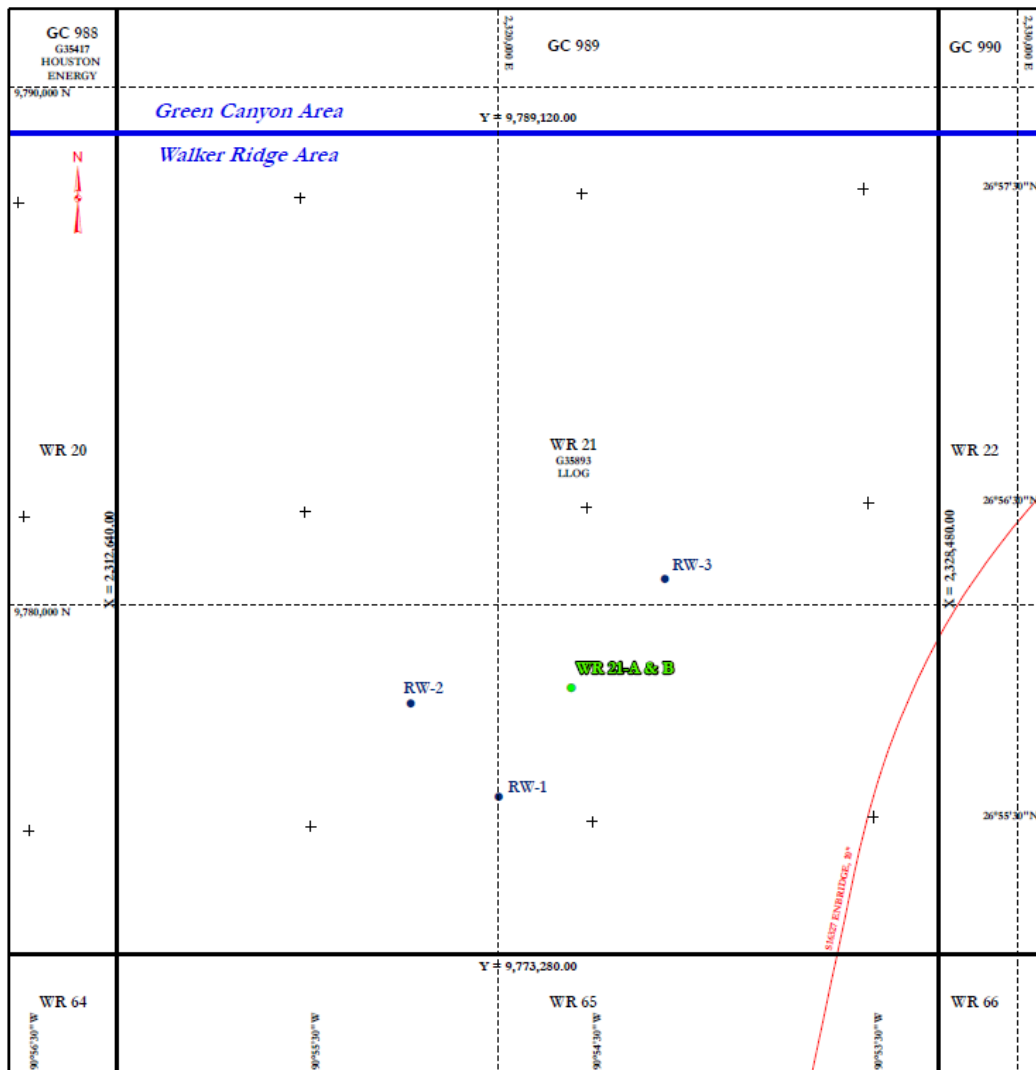 GC 988
G35417
HOUSTON
ENERGY
2,320,000 E
GC 989
GC 990
2,330,000 E
9,790,000 N
Green Canyon Area
Y = 9,789,120.00
Walker Ridge Area
N
26°57'30"N
WR 20
WR 21
G35893
LLOG
WR 22
26°56'30"N
X = 2,312,640.00
X = 2,328,480.00
RW-3
9,780,000 N
WR 21-A & B
RW-2
RW-1
26°55'30"N
S16327 ENBRIDGE,
Y = 9,773,280.00
WR 64
WR 65
WR 66
90°56'30"W
90°55'30"W
90°54'30"W
90°53'30"W